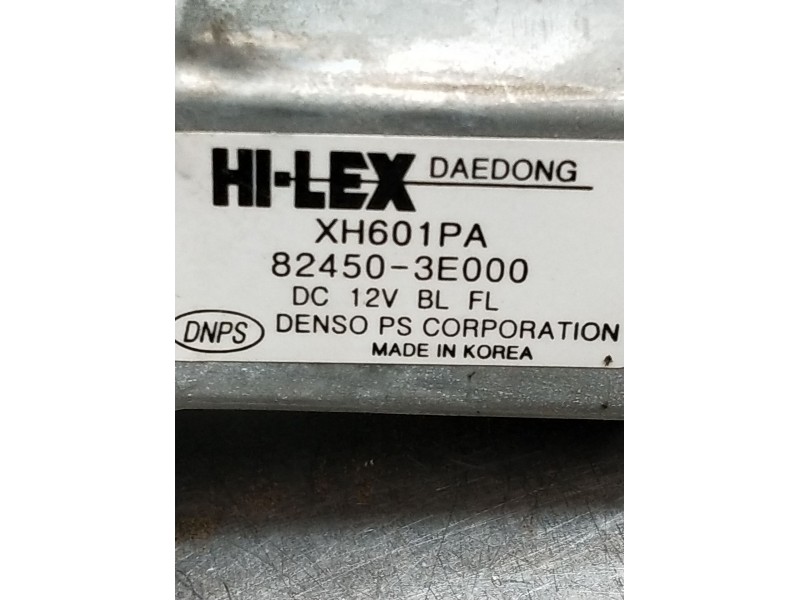 HI-LEX DAEDONG
XH601PA
82450-3E000
DC 12V BL FL
DNPS DENSO PS CORPORATION
MADE IN KOREA